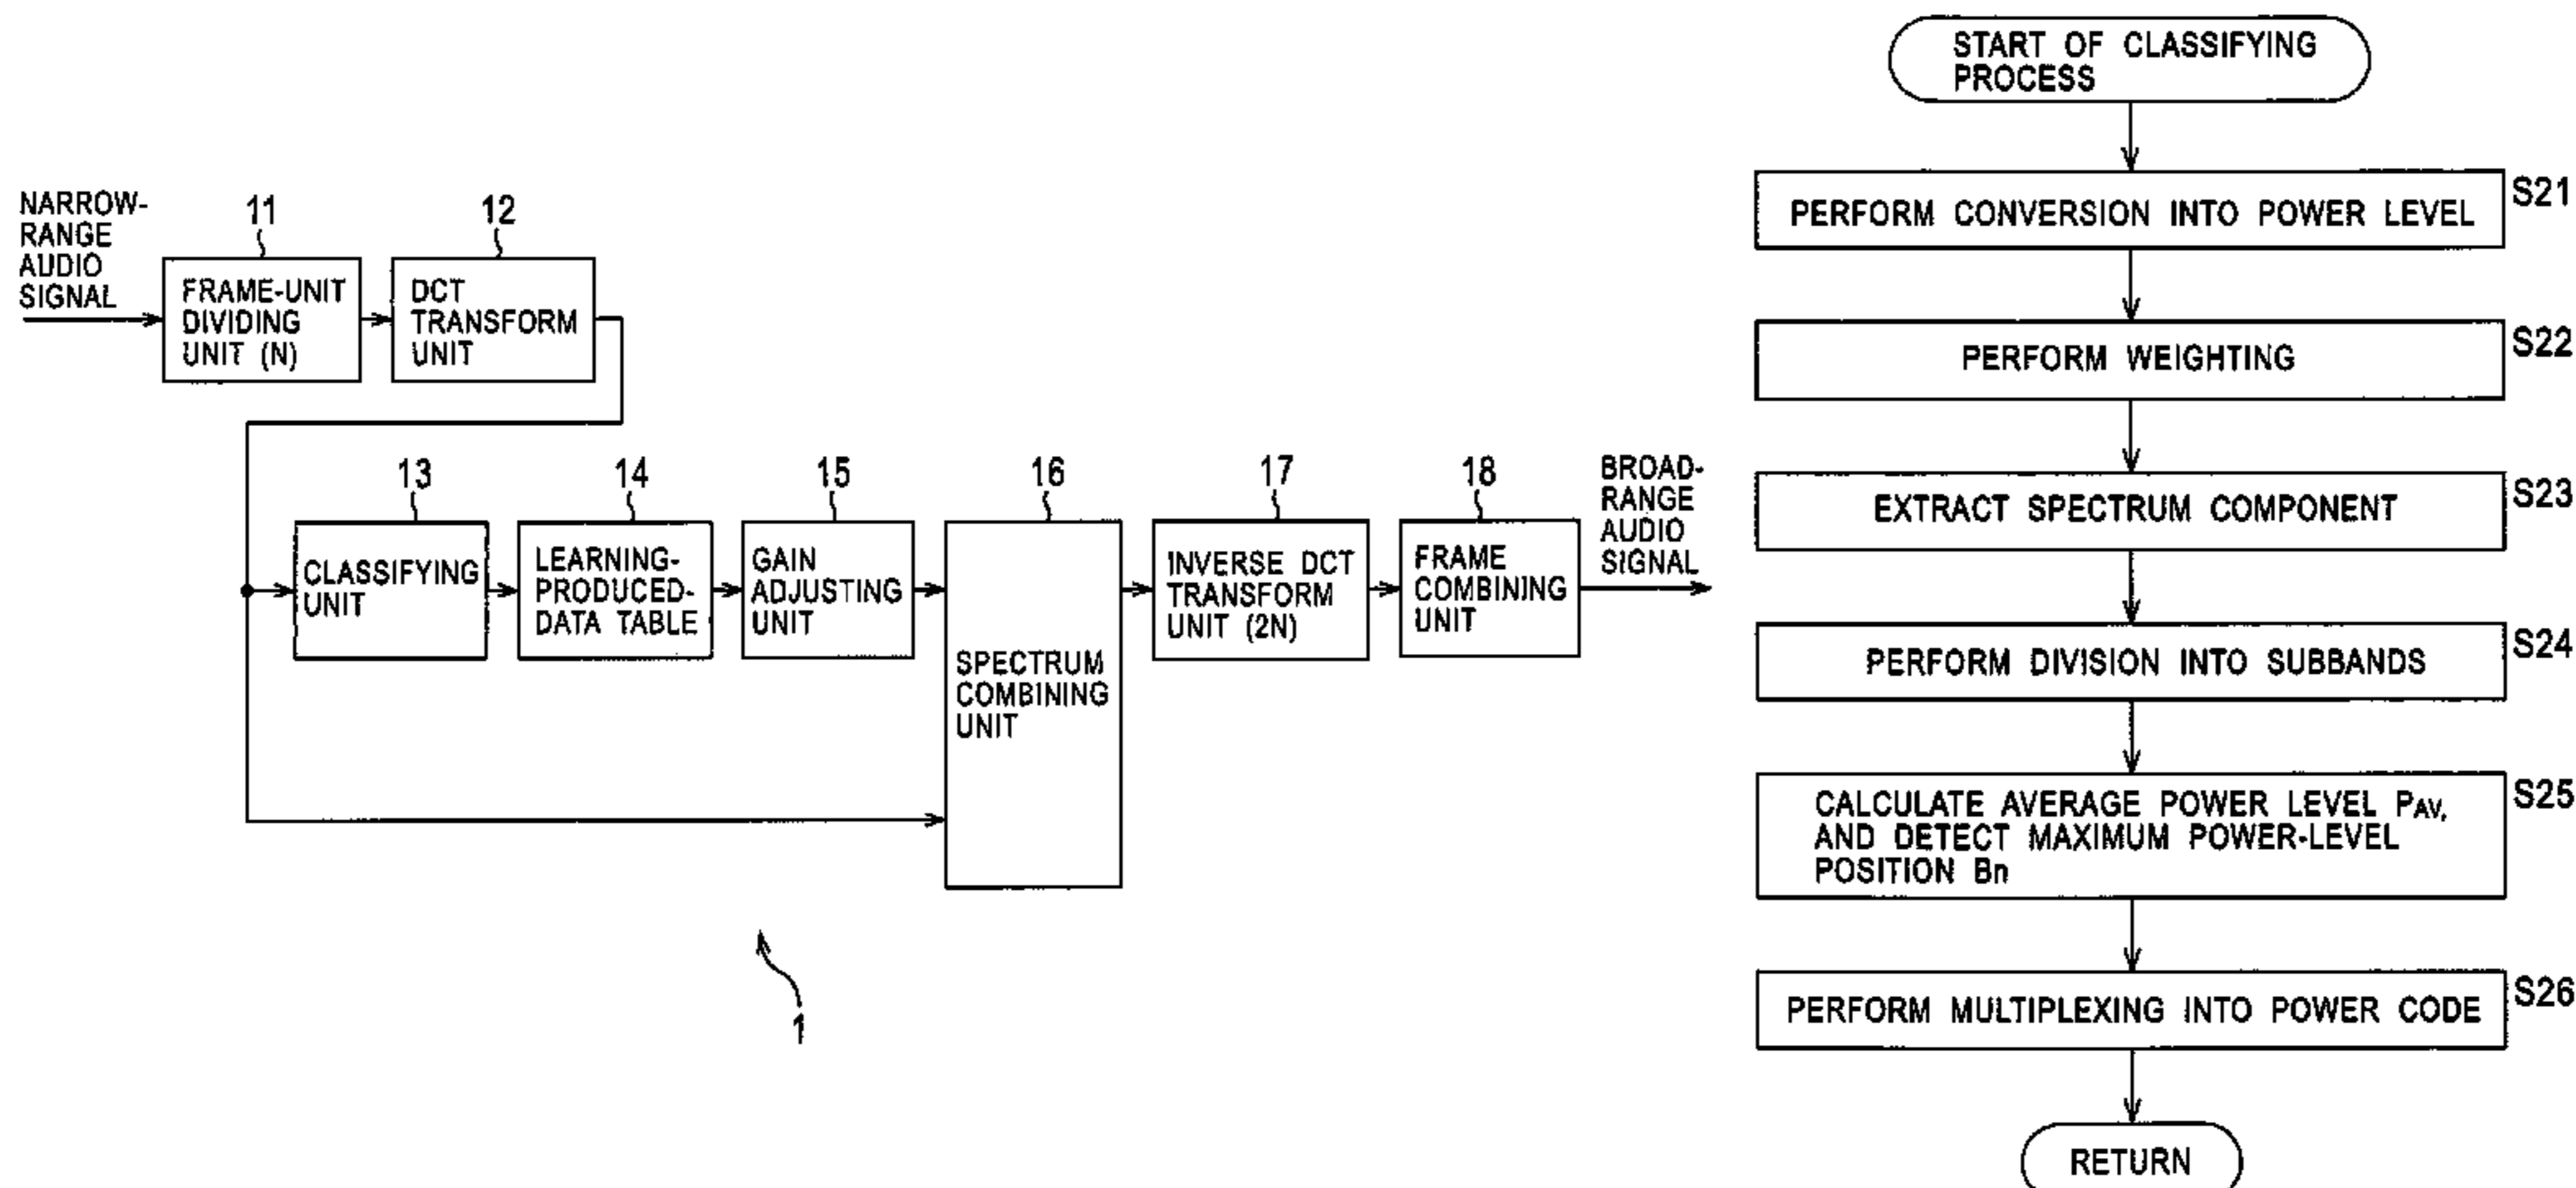 NARROW-
RANGE
AUDIO
SIGNAL
11
FRAME-UNIT
DIVIDING
UNIT (N)
12
DCT
TRANSFORM
UNIT
13
CLASSIFYING
UNIT
14
LEARNING-
PRODUCED-
DATA TABLE
15
GAIN
ADJUSTING
UNIT
16
SPECTRUM
COMBINING
UNIT
17
INVERSE DCT
TRANSFORM
UNIT (2N)
18
FRAME
COMBINING
UNIT
BROAD-
RANGE
AUDIO
SIGNAL
1
START OF CLASSIFYING
PROCESS
PERFORM CONVERSION INTO POWER LEVEL
S21
PERFORM WEIGHTING
S22
EXTRACT SPECTRUM COMPONENT
S23
PERFORM DIVISION INTO SUBBANDS
S24
CALCULATE AVERAGE POWER LEVEL PAV,
AND DETECT MAXIMUM POWER-LEVEL
POSITION Bn
S25
PERFORM MULTIPLEXING INTO POWER CODE
S26
RETURN